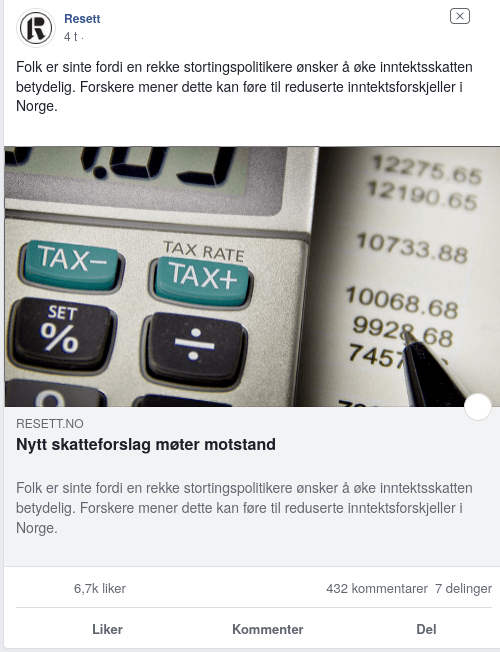 Resett
4 t ·
Folk er sinte fordi en rekke stortingspolitikere ønsker å øke inntektsskatten
betydelig. Forskere mener dette kan føre til reduserte inntektsforskjeller i
Norge.
12275.65
12190.65
10733.88
10068.68
9928.68
TAX−
TAX RATE
TAX+
SET
%
÷
RESETT.NO
Nytt skatteforslag møter motstand
Folk er sinte fordi en rekke stortingspolitikere ønsker å øke inntektsskatten
betydelig. Forskere mener dette kan føre til reduserte inntektsforskjeller i
Norge.
6,7k liker 432 kommentarer 7 delinger
Liker Kommenter Del